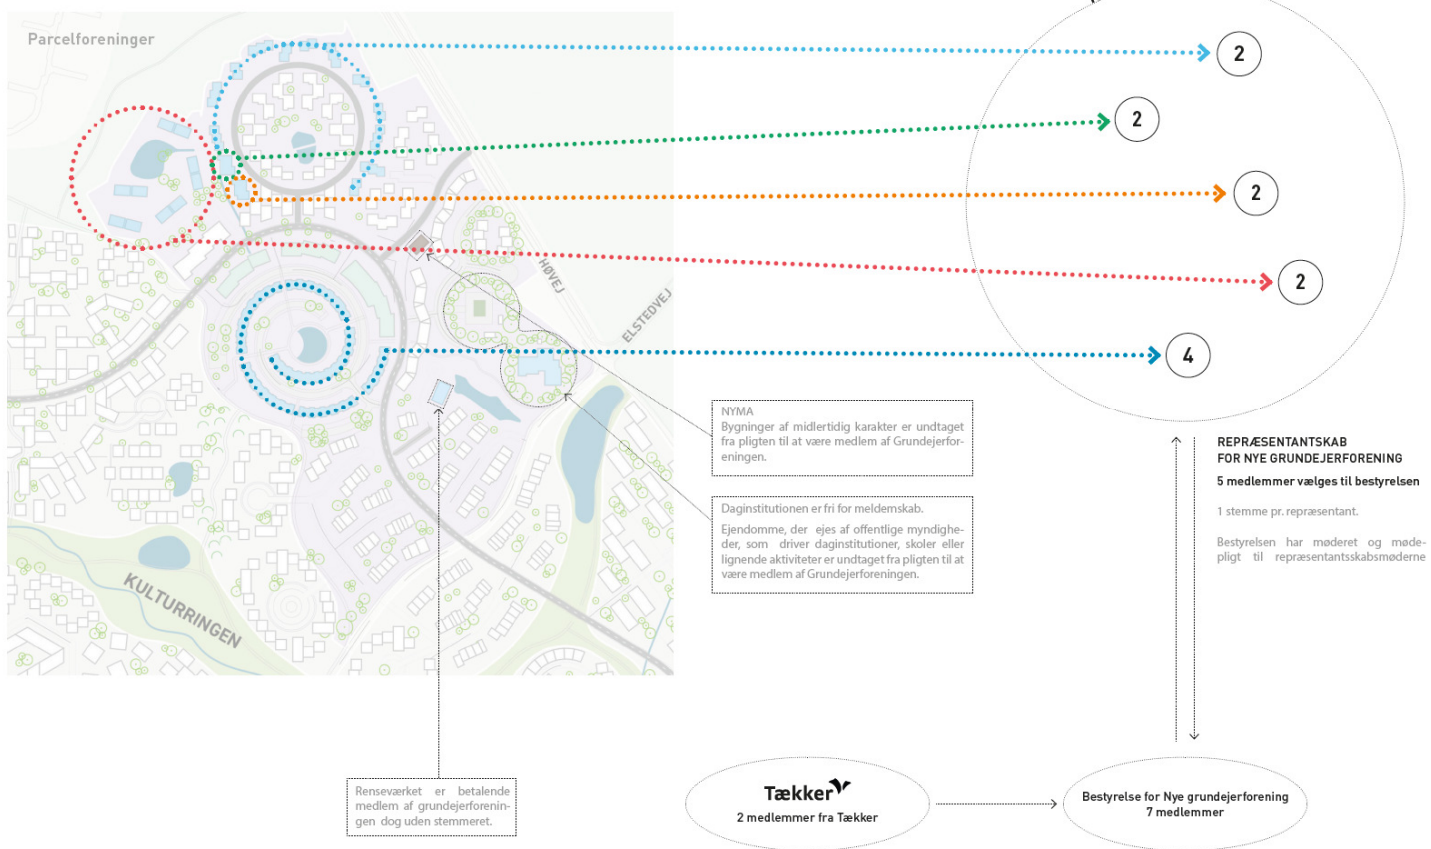 Parcelforeninger
2
2
2
2
4
HØVEJ
ELSTEDVEJ
KULTURRINGEN
NYMA
Bygninger af midlertidig karakter er undtaget
fra pligten til at være medlem af Grundejerfor-
eningen.
Daginstitutionen er fri for meldemskab.
Ejendomme, der ejes af offentlige myndighe-
der, som driver daginstitutioner, skoler eller
lignende aktiviteter er undtaget fra pligten til at
være medlem af Grundejerforeningen.
REPRÆSENTANTSKAB
FOR NYE GRUNDEJERFORENING
5 medlemmer vælges til bestyrelsen
1 stemme pr. repræsentant.
Bestyrelsen har møderet og møde-
pligt til repræsentantsskabsmøderne
Renseværket er betalende
medlem af grundejerforenin-
gen dog uden stemmeret.
Tækker
2 medlemmer fra Tækker
Bestyrelse for Nye grundejerforening
7 medlemmer